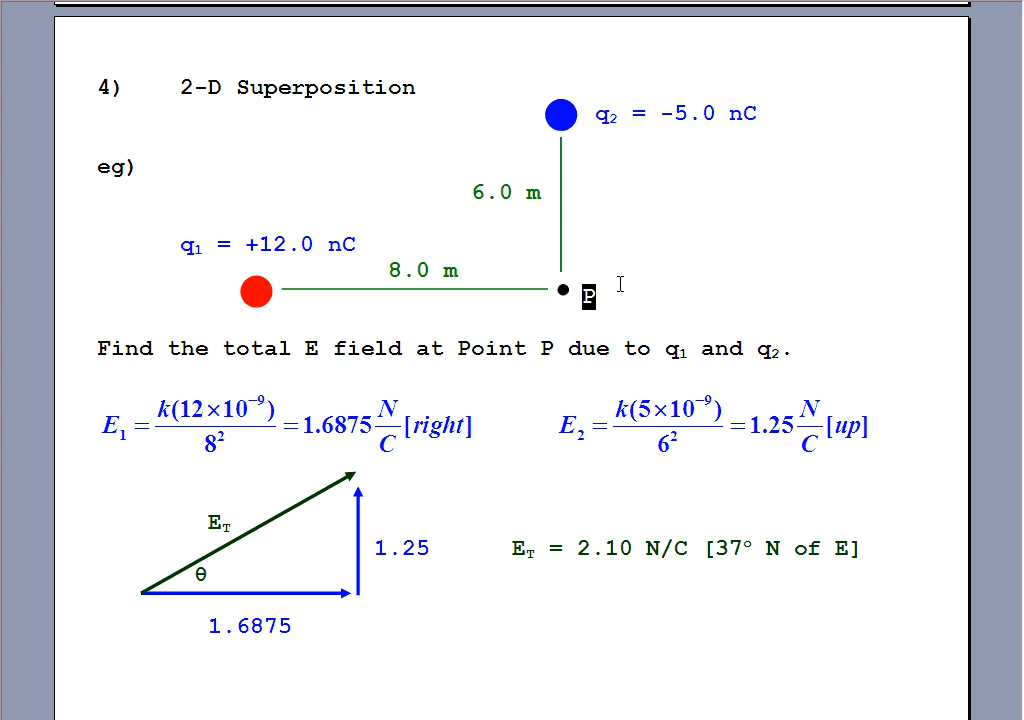 4) 2-D Superposition
q₂ = -5.0 nC
eg)
6.0 m
q₁ = +12.0 nC
8.0 m
P
Find the total E field at Point P due to q₁ and q₂.
E₁ = k(12×10⁻⁹)/8² = 1.6875 N/C [right] E₂ = k(5×10⁻⁹)/6² = 1.25 N/C [up]
E_T
1.25 E_T = 2.10 N/C [37° N of E]
θ
1.6875